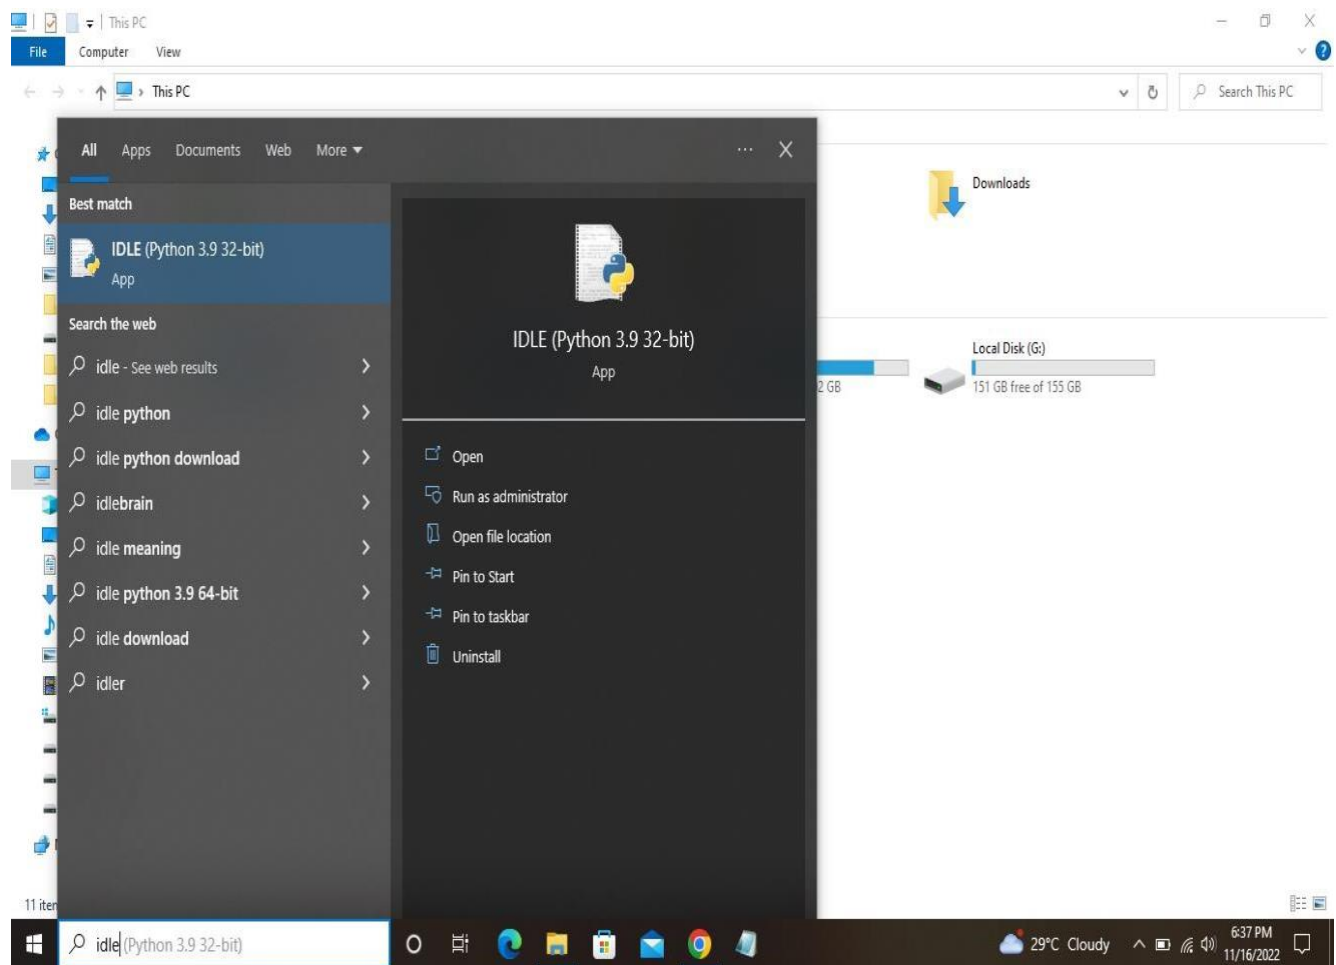 This PC
File Computer View
This PC
Search This PC
All Apps Documents Web More
Best match
IDLE (Python 3.9 32-bit)
App
Search the web
idle - See web results
idle python
idle python download
idlebrain
idle meaning
idle python 3.9 64-bit
idle download
idler
IDLE (Python 3.9 32-bit)
App
Open
Run as administrator
Open file location
Pin to Start
Pin to taskbar
Uninstall
Downloads
Local Disk (G:)
2 GB
151 GB free of 155 GB
11
idle (Python 3.9 32-bit)
29°C Cloudy
6:37 PM
11/16/2022